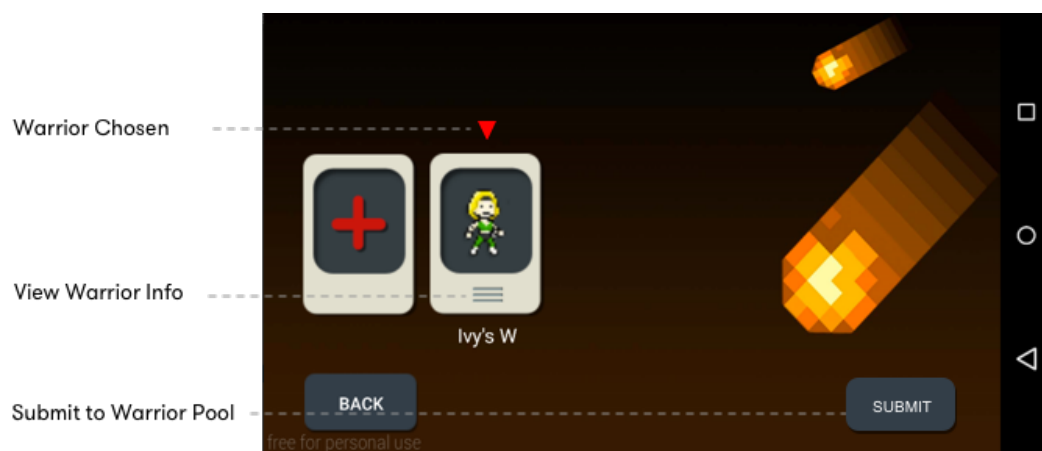 Warrior Chosen
View Warrior Info
Ivy's W
Submit to Warrior Pool
BACK
SUBMIT
free for personal use